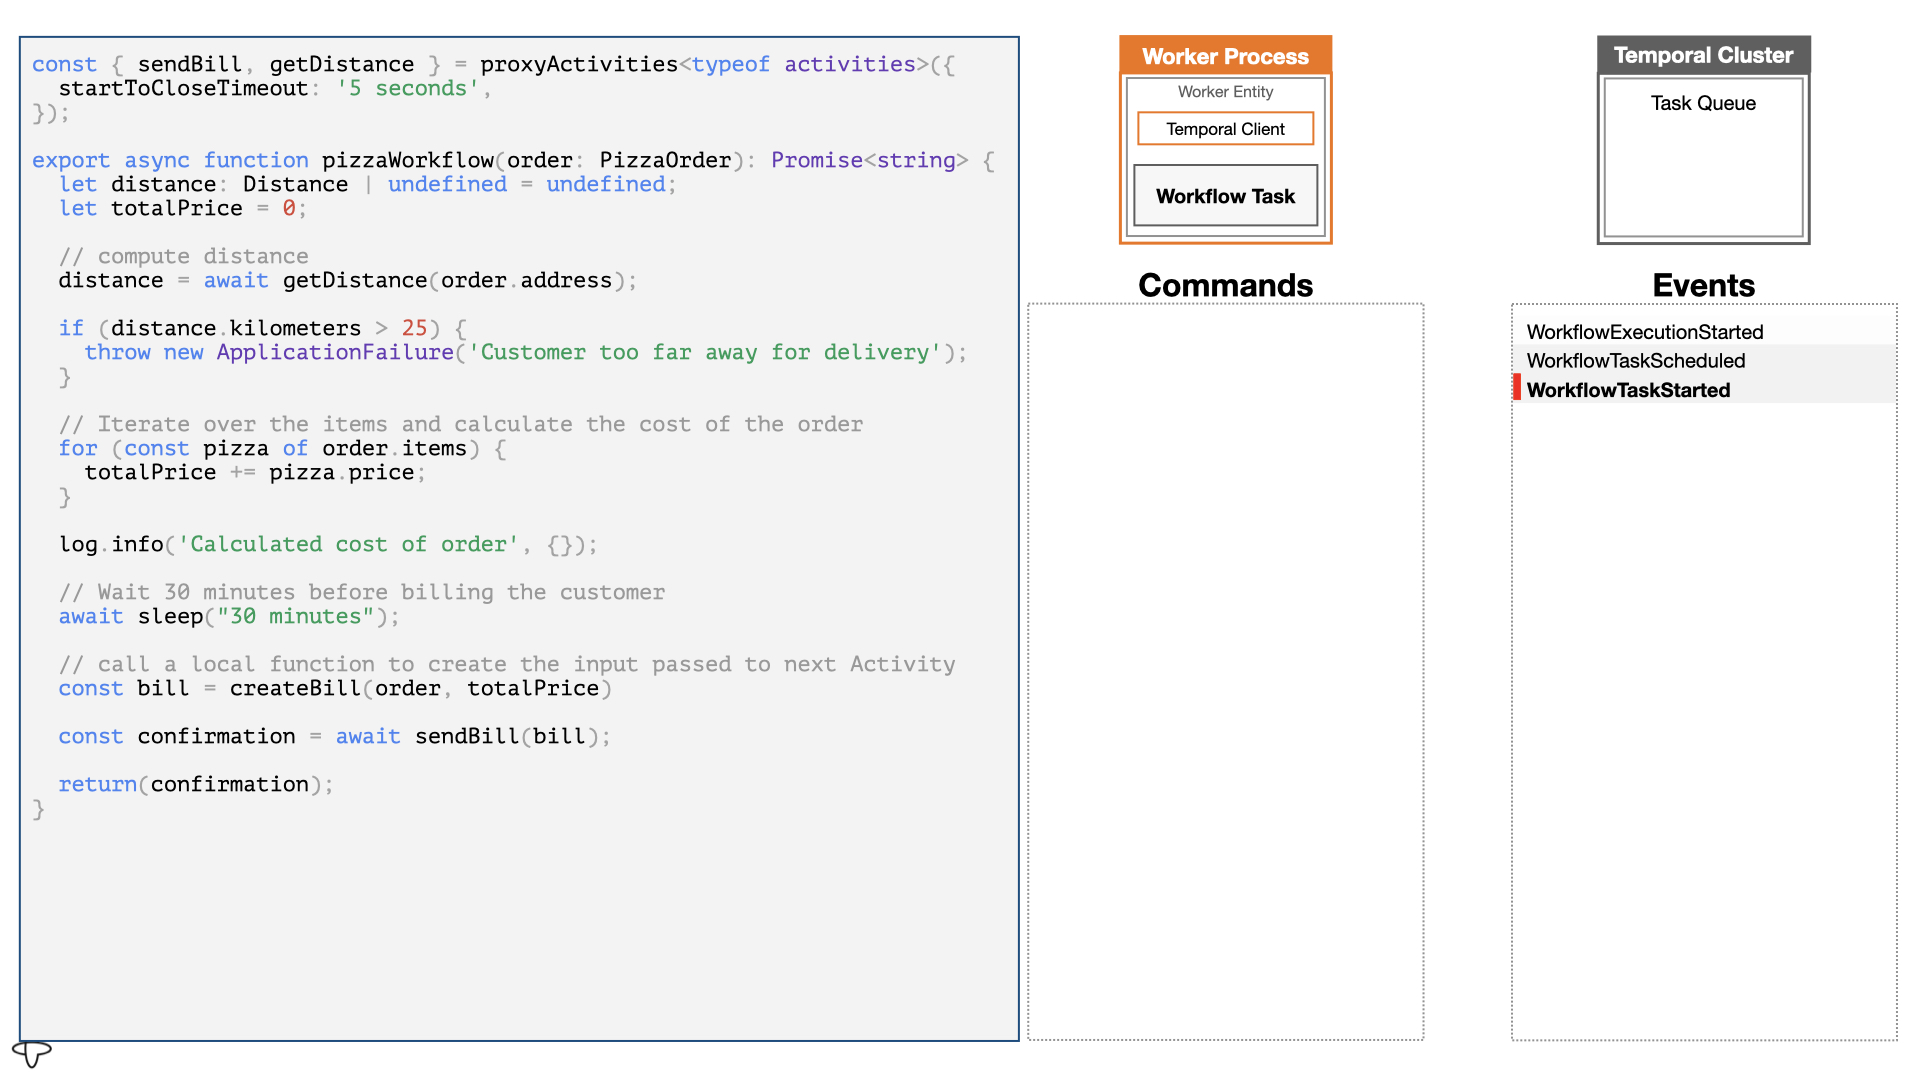 const { sendBill, getDistance } = proxyActivities<typeof activities>({
  startToCloseTimeout: '5 seconds',
});

export async function pizzaWorkflow(order: PizzaOrder): Promise<string> {
  let distance: Distance | undefined = undefined;
  let totalPrice = 0;

  // compute distance
  distance = await getDistance(order.address);

  if (distance.kilometers > 25) {
    throw new ApplicationFailure('Customer too far away for delivery');
  }

  // Iterate over the items and calculate the cost of the order
  for (const pizza of order.items) {
    totalPrice += pizza.price;
  }

  log.info('Calculated cost of order', {});

  // Wait 30 minutes before billing the customer
  await sleep("30 minutes");

  // call a local function to create the input passed to next Activity
  const bill = createBill(order, totalPrice)

  const confirmation = await sendBill(bill);

  return(confirmation);
}
Worker Process
Worker Entity
Temporal Client
Workflow Task
Commands
Temporal Cluster
Task Queue
Events
WorkflowExecutionStarted
WorkflowTaskScheduled
WorkflowTaskStarted